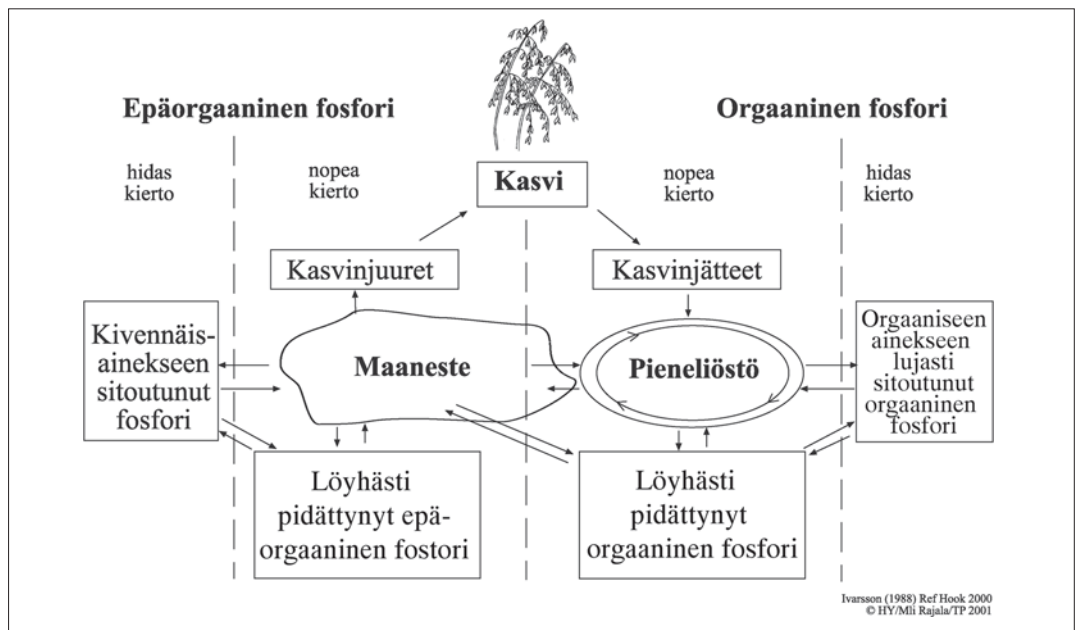 Epäorgaaninen fosfori
Orgaaninen fosfori
hidas
kierto
nopea
kierto
Kasvi
nopea
kierto
hidas
kierto
Kasvinjuuret
Kasvinjätteet
Kivennäis-
ainekseen
sitoutunut
fosfori
Maaneste
Pieneliöstö
Orgaaniseen
ainekseen
lujasti
sitoutunut
orgaaninen
fosfori
Löyhästi
pidättynyt epä-
orgaaninen fostori
Löyhästi
pidättynyt
orgaaninen fosfori
Ivarsson (1988) Ref Hook 2000
© HY/Mli Rajala/TP 2001